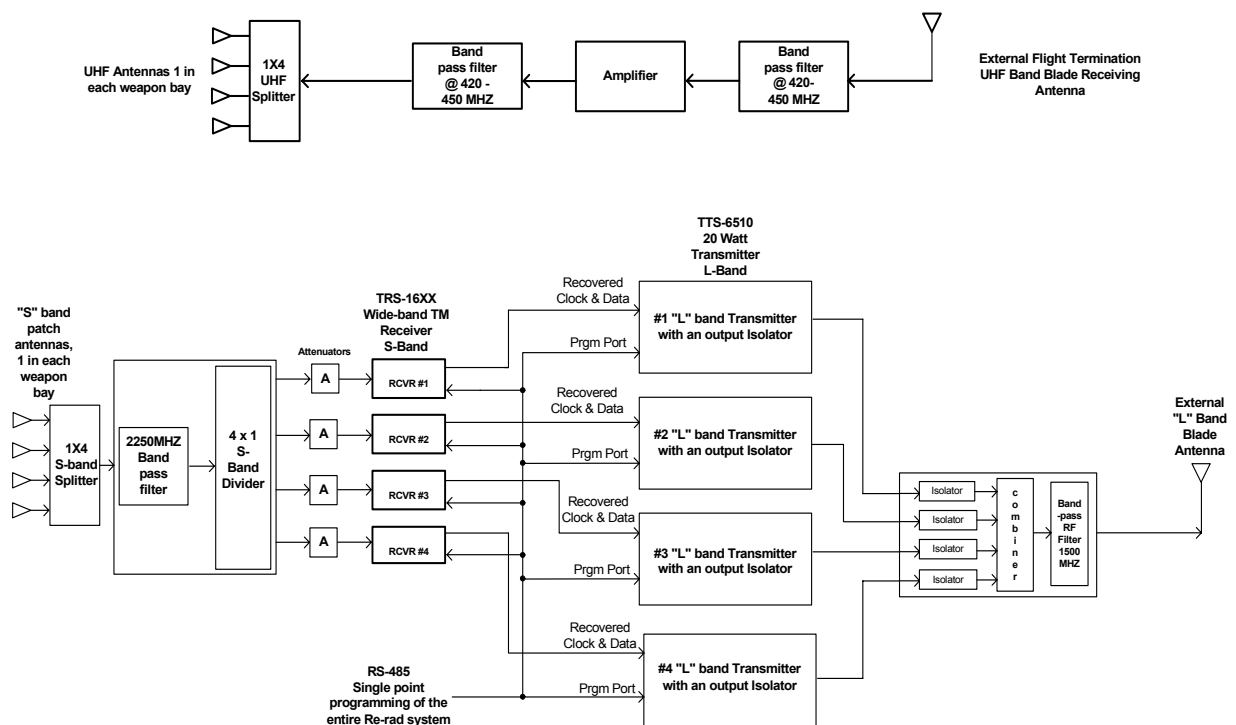 UHF Antennas 1 in
each weapon bay
1X4
UHF
Splitter
Band
pass filter
@ 420 -
450 MHZ
Amplifier
Band
pass filter
@ 420-
450 MHZ
External Flight Termination
UHF Band Blade Receiving
Antenna
"S" band
patch
antennas,
1 in each
weapon
bay
1X4
S-band
Splitter
2250MHZ
Band
pass
filter
4 x 1
S-
Band
Divider
Attenuators
A
A
A
A
TRS-16XX
Wide-band TM
Receiver
S-Band
RCVR #1
RCVR #2
RCVR #3
RCVR #4
TTS-6510
20 Watt
Transmitter
L-Band
Recovered
Clock & Data
Prgm Port
#1 "L" band Transmitter
with an output Isolator
Recovered
Clock & Data
Prgm Port
#2 "L" band Transmitter
with an output Isolator
Recovered
Clock & Data
Prgm Port
#3 "L" band Transmitter
with an output Isolator
Recovered
Clock & Data
Prgm Port
#4 "L" band Transmitter
with an output Isolator
RS-485
Single point
programming of the
entire Re-rad system
Isolator
Isolator
Isolator
Isolator
c
o
m
b
i
n
e
r
Band
-pass
RF
Filter
1500
MHZ
External
"L" Band
Blade
Antenna